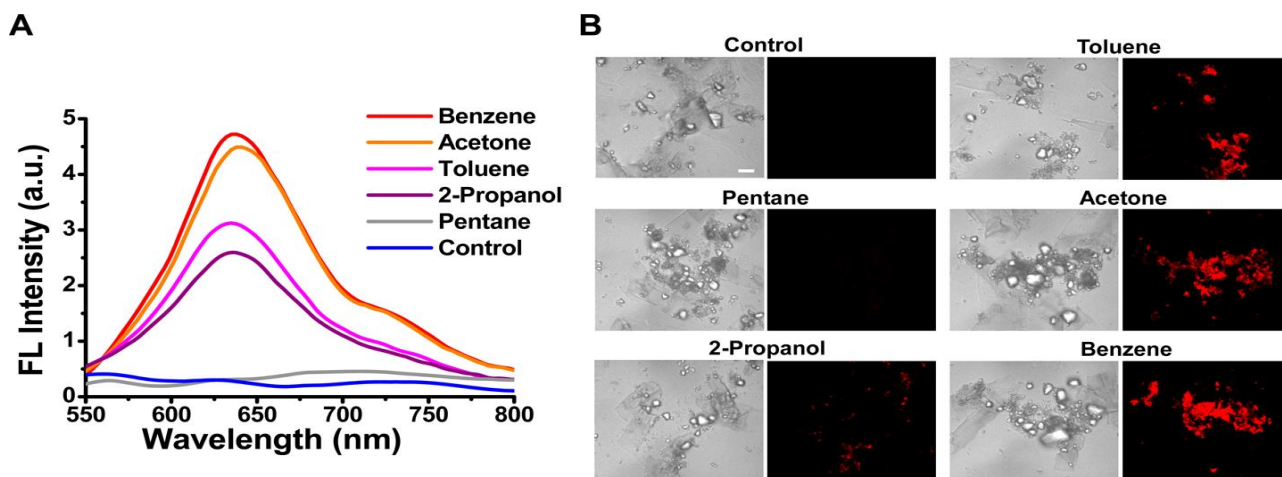 A
FL Intensity (a.u.)
5
4
3
2
1
0
550 600 650 700 750 800
Wavelength (nm)
Benzene
Acetone
Toluene
2-Propanol
Pentane
Control
B
Control Toluene
Pentane Acetone
2-Propanol Benzene